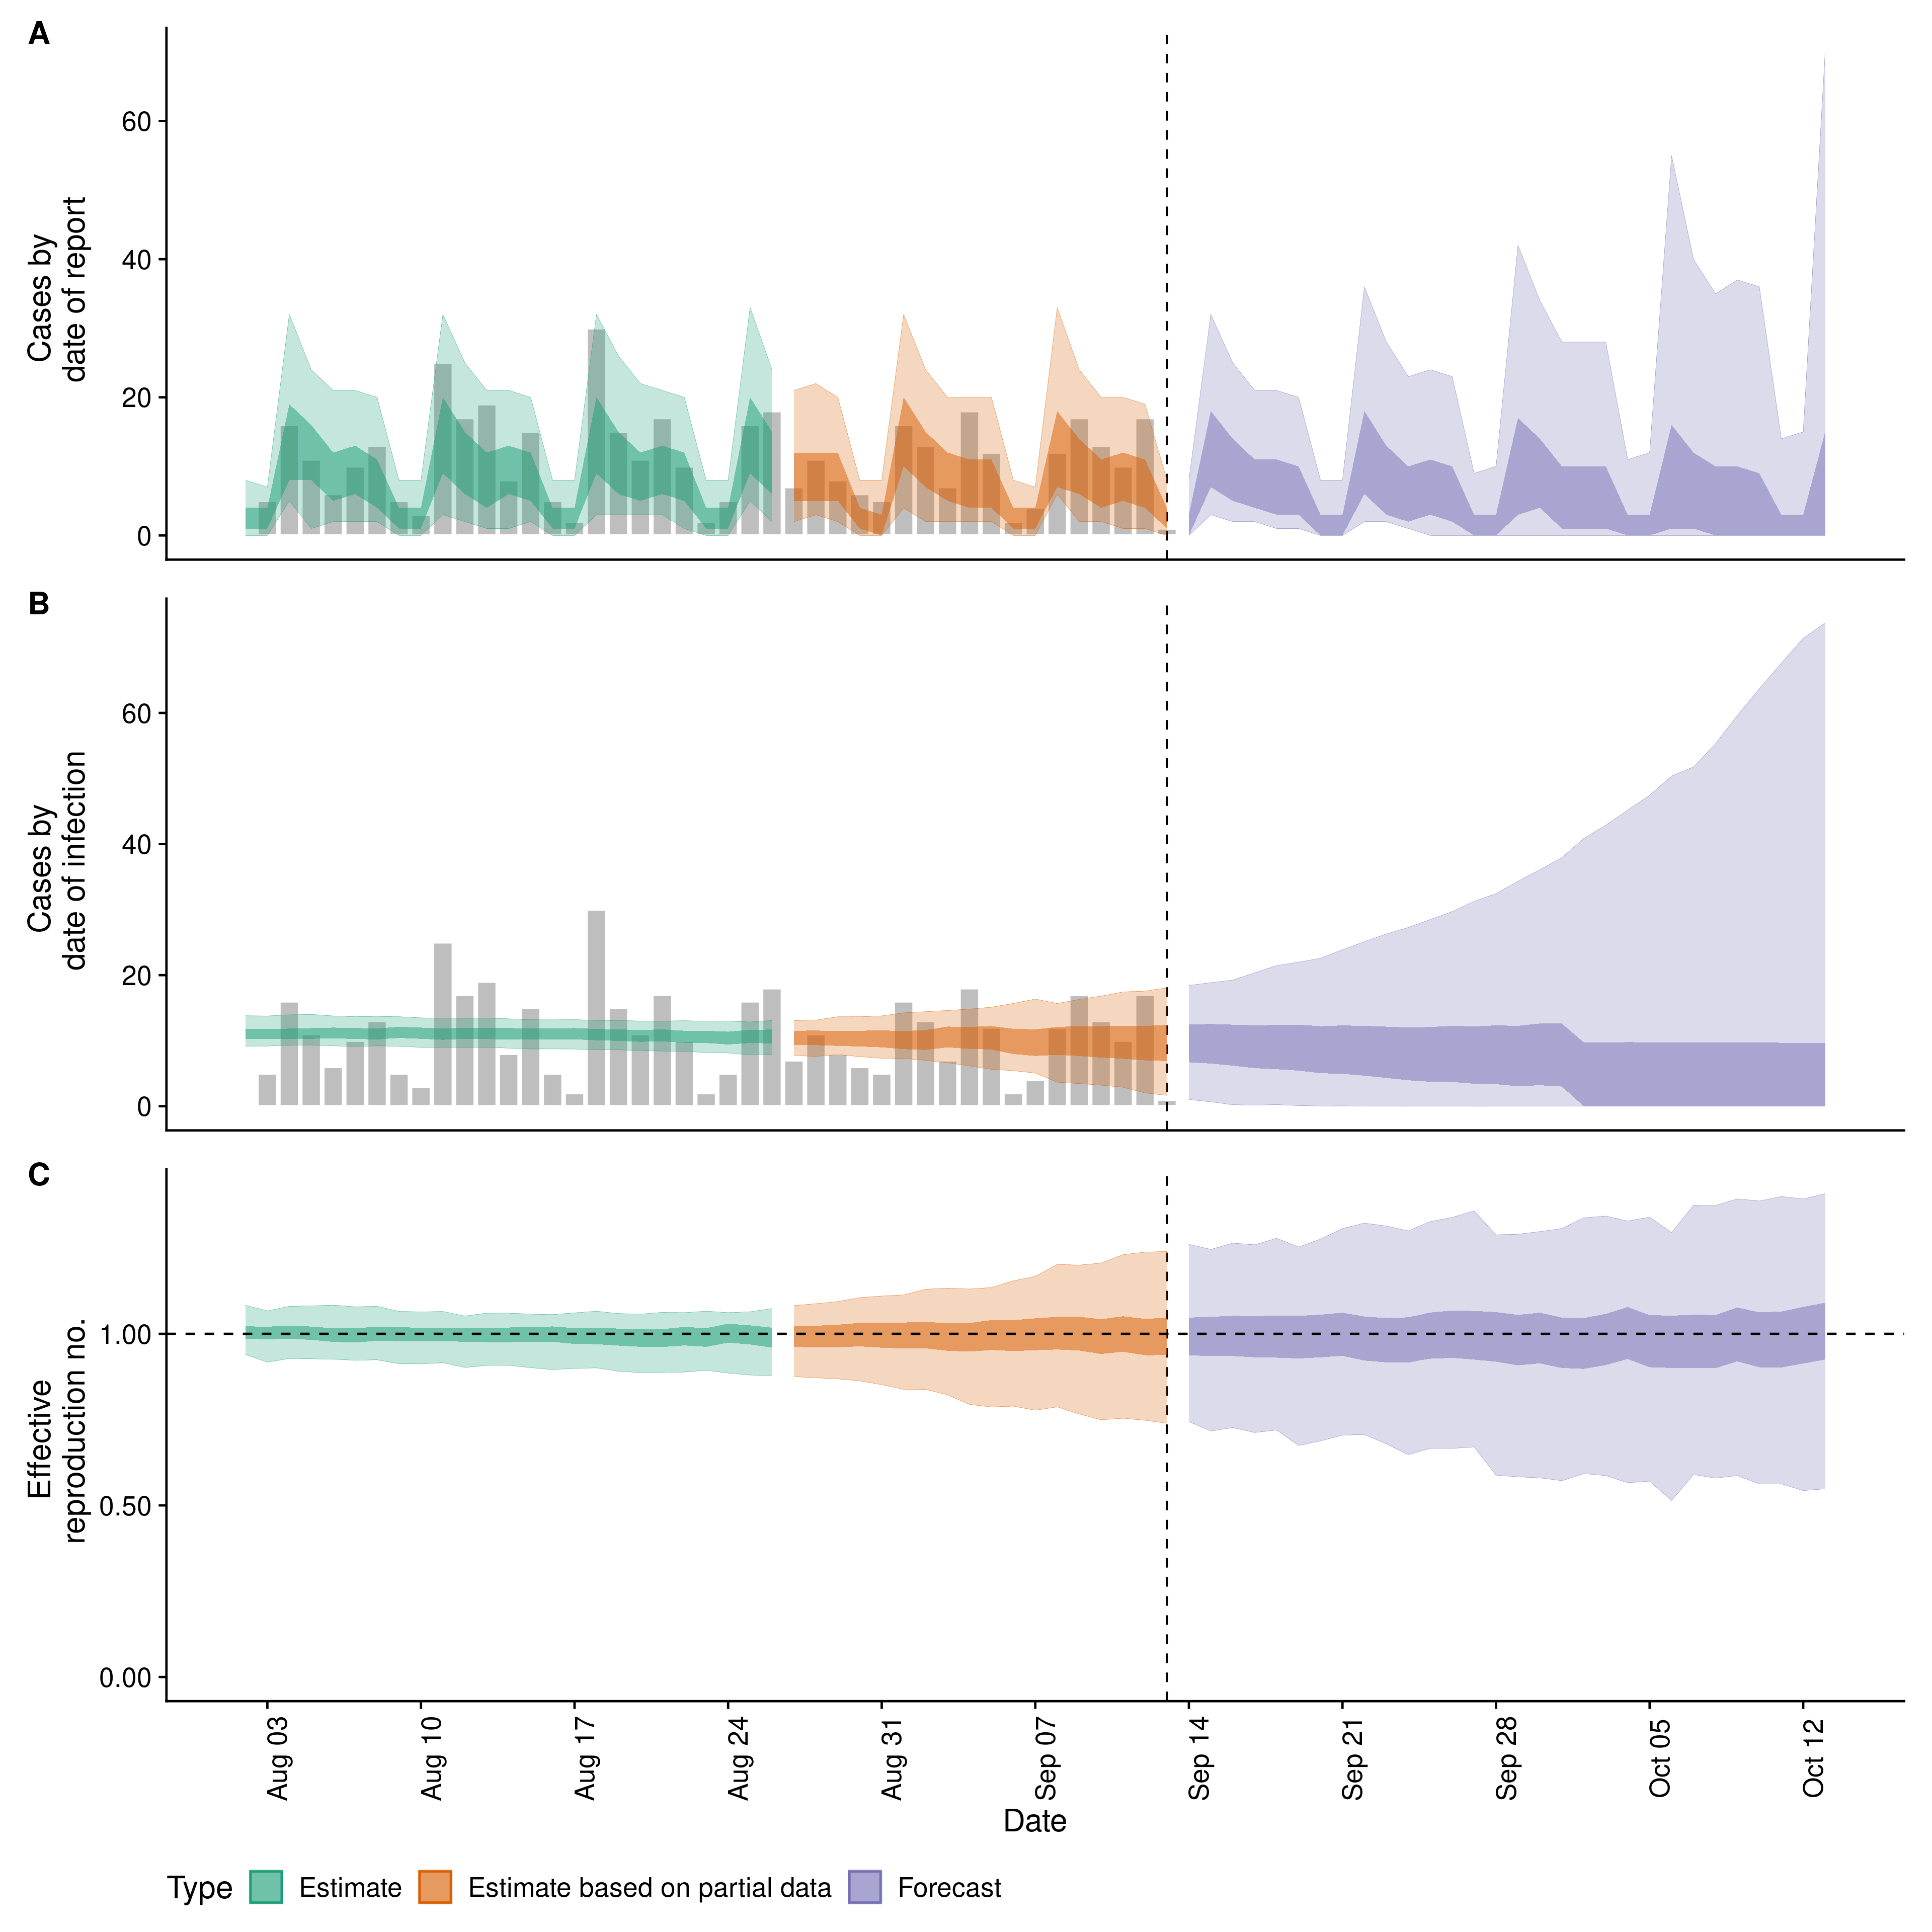 A
Cases by
date of report
60
40
20
0
B
Cases by
date of infection
60
40
20
0
C
Effective
reproduction no.
1.00
0.50
0.00
Aug 03
Aug 10
Aug 17
Aug 24
Aug 31
Sep 07
Sep 14
Sep 21
Sep 28
Oct 05
Oct 12
Date
Type Estimate Estimate based on partial data Forecast